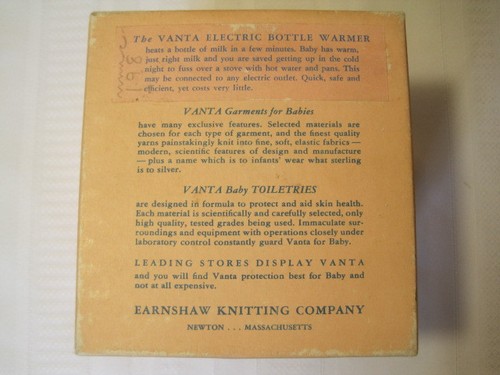 The VANTA ELECTRIC BOTTLE WARMER
heats a bottle of milk in a few minutes. Baby has warm,
just right milk and you are saved getting up in the cold
night to fuss over a stove with hot water and pans. This
may be connected to any electric outlet. Quick, safe and
efficient, yet costs very little.
VANTA Garments for Babies
have many exclusive features. Selected materials are
chosen for each type of garment, and the finest quality
yarns painstakingly knit into fine, soft, elastic fabrics —
modern, scientific features of design and manufacture
— plus a name which is to infants' wear what sterling
is to silver.
VANTA Baby TOILETRIES
are designed in formula to protect and aid skin health.
Each material is scientifically and carefully selected, only
high quality, tested grades being used. Immaculate sur-
roundings and equipment with operations closely under
laboratory control constantly guard Vanta for Baby.
LEADING STORES DISPLAY VANTA
and you will find Vanta protection best for Baby and
not at all expensive.
EARNSHAW KNITTING COMPANY
NEWTON . . . MASSACHUSETTS